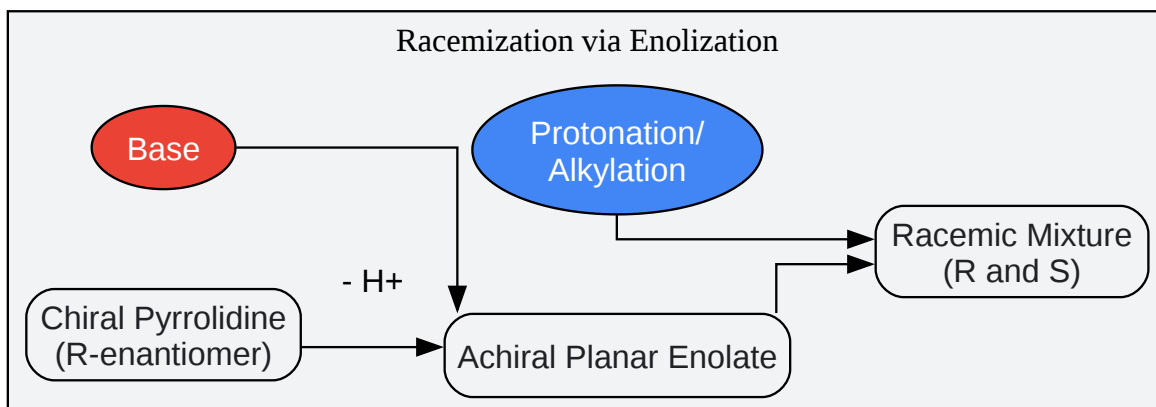 Racemization via Enolization
Base
Protonation/
Alkylation
Racemic Mixture
(R and S)
- H+
Chiral Pyrrolidine
(R-enantiomer)
Achiral Planar Enolate